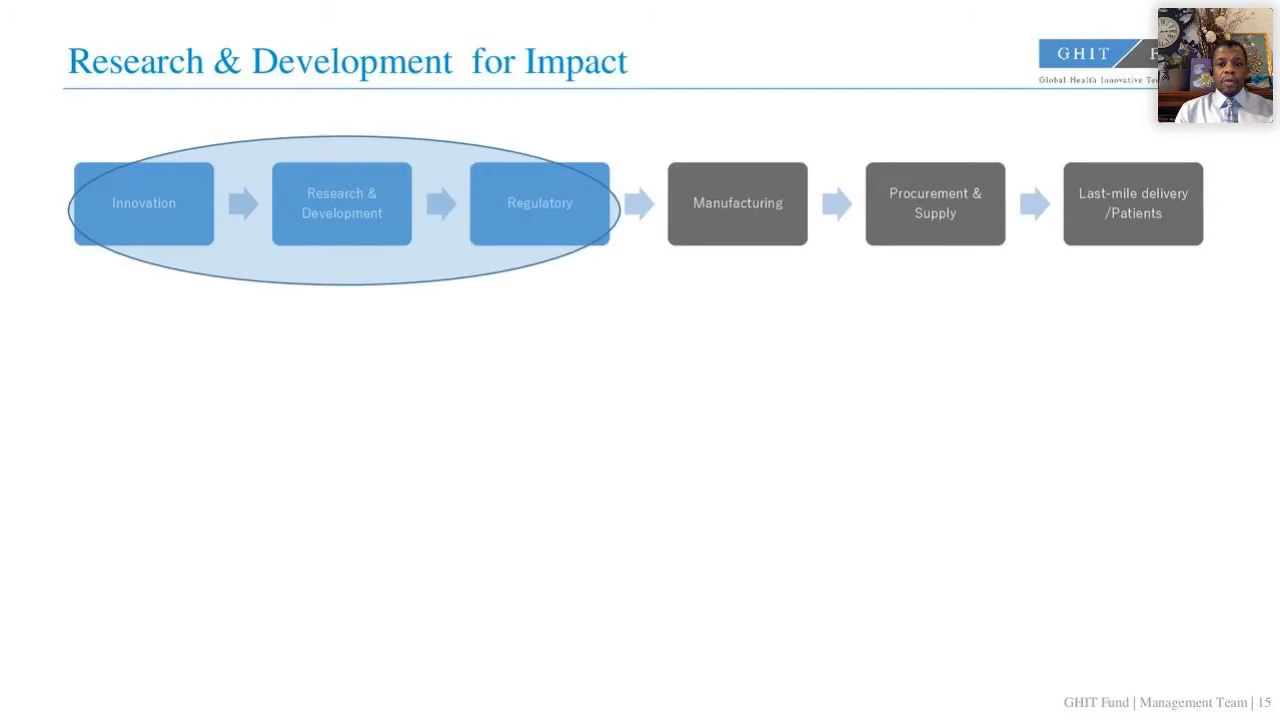 Research & Development for Impact
GHIT F
Global Health Innovative
Innovation
Research &
Development
Regulatory
Manufacturing
Procurement &
Supply
Last-mile delivery
/Patients
GHIT Fund | Management Team | 15